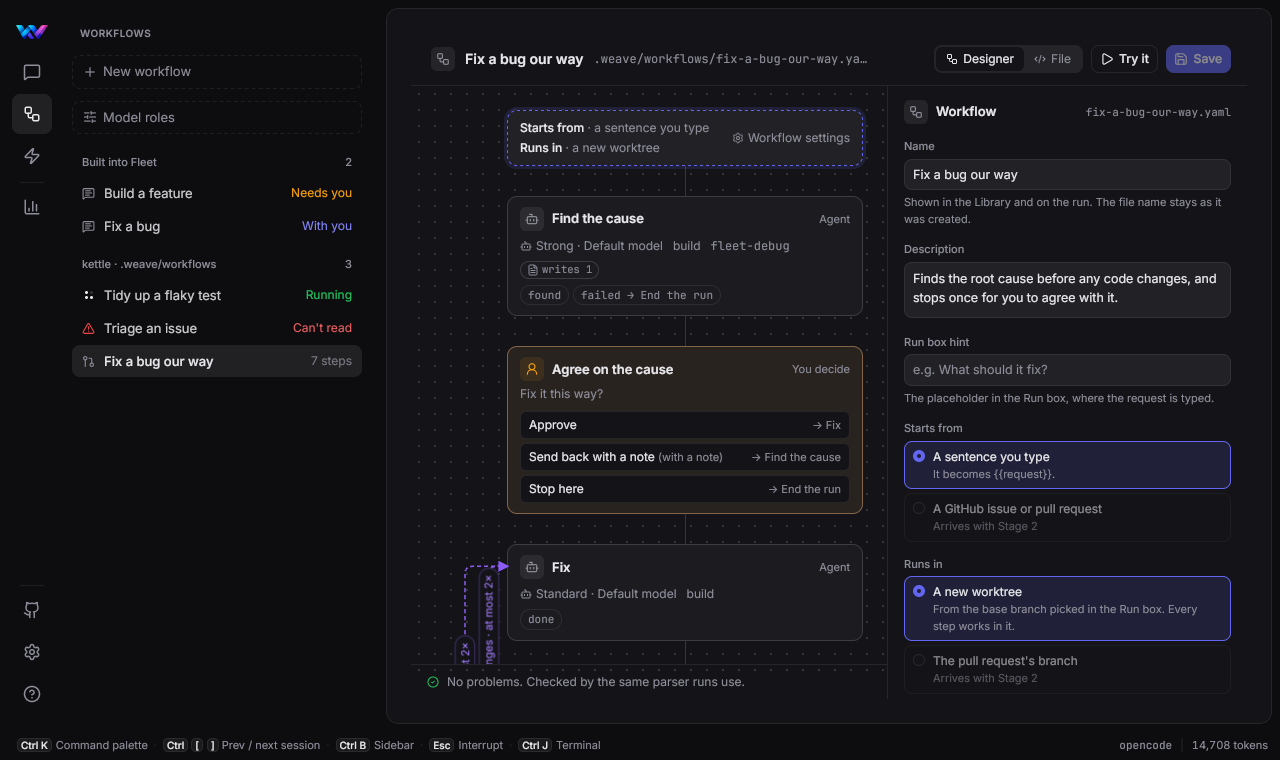 WORKFLOWS
New workflow
Model roles
Built into Fleet 2
Build a feature Needs you
Fix a bug With you
kettle · .weave/workflows 3
Tidy up a flaky test Running
Triage an issue Can't read
Fix a bug our way 7 steps
Fix a bug our way .weave/workflows/fix-a-bug-our-way.ya…
Designer
File
Try it
Save
Starts from · a sentence you type
Runs in · a new worktree
Workflow settings
Find the cause Agent
Strong · Default model build fleet-debug
writes 1
found failed → End the run
Agree on the cause You decide
Fix it this way?
Approve → Fix
Send back with a note (with a note) → Find the cause
Stop here → End the run
Fix Agent
Standard · Default model build
done
nges · at most 2×
t 2×
No problems. Checked by the same parser runs use.
Workflow fix-a-bug-our-way.yaml
Name
Fix a bug our way
Shown in the Library and on the run. The file name stays as it
was created.
Description
Finds the root cause before any code changes, and
stops once for you to agree with it.
Run box hint
e.g. What should it fix?
The placeholder in the Run box, where the request is typed.
Starts from
A sentence you type
It becomes {{request}}.
A GitHub issue or pull request
Arrives with Stage 2
Runs in
A new worktree
From the base branch picked in the Run box. Every
step works in it.
The pull request's branch
Arrives with Stage 2
Ctrl K Command palette · Ctrl [ ] Prev / next session · Ctrl B Sidebar · Esc Interrupt · Ctrl J Terminal
opencode 14,708 tokens